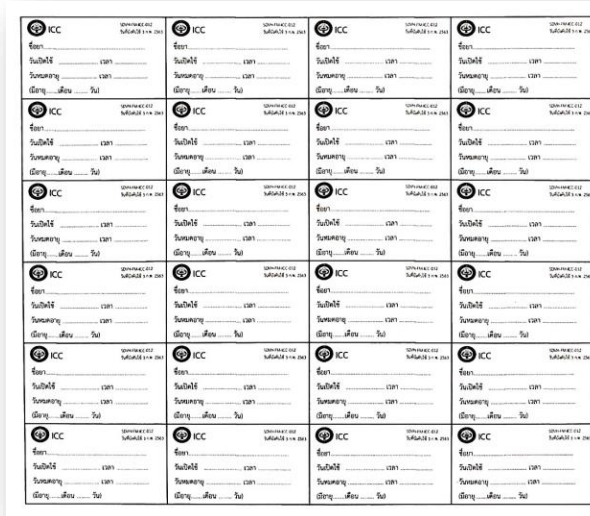 ICC
ชื่อยา
วันเปิดใช้ ........ เวลา ........
วันหมดอายุ ........ เวลา ........
(มีอายุ......เดือน ....... วัน)
ICC
ชื่อยา
วันเปิดใช้ ........ เวลา ........
วันหมดอายุ ........ เวลา ........
(มีอายุ......เดือน ....... วัน)
ICC
ชื่อยา
วันเปิดใช้ ........ เวลา ........
วันหมดอายุ ........ เวลา ........
(มีอายุ......เดือน ....... วัน)
ICC
ชื่อยา
วันเปิดใช้ ........ เวลา ........
วันหมดอายุ ........ เวลา ........
(มีอายุ......เดือน ....... วัน)
ICC
ชื่อยา
วันเปิดใช้ ........ เวลา ........
วันหมดอายุ ........ เวลา ........
(มีอายุ......เดือน ....... วัน)
ICC
ชื่อยา
วันเปิดใช้ ........ เวลา ........
วันหมดอายุ ........ เวลา ........
(มีอายุ......เดือน ....... วัน)
ICC
ชื่อยา
วันเปิดใช้ ........ เวลา ........
วันหมดอายุ ........ เวลา ........
(มีอายุ......เดือน ....... วัน)
ICC
ชื่อยา
วันเปิดใช้ ........ เวลา ........
วันหมดอายุ ........ เวลา ........
(มีอายุ......เดือน ....... วัน)
ICC
ชื่อยา
วันเปิดใช้ ........ เวลา ........
วันหมดอายุ ........ เวลา ........
(มีอายุ......เดือน ....... วัน)
ICC
ชื่อยา
วันเปิดใช้ ........ เวลา ........
วันหมดอายุ ........ เวลา ........
(มีอายุ......เดือน ....... วัน)
ICC
ชื่อยา
วันเปิดใช้ ........ เวลา ........
วันหมดอายุ ........ เวลา ........
(มีอายุ......เดือน ....... วัน)
ICC
ชื่อยา
วันเปิดใช้ ........ เวลา ........
วันหมดอายุ ........ เวลา ........
(มีอายุ......เดือน ....... วัน)
ICC
ชื่อยา
วันเปิดใช้ ........ เวลา ........
วันหมดอายุ ........ เวลา ........
(มีอายุ......เดือน ....... วัน)
ICC
ชื่อยา
วันเปิดใช้ ........ เวลา ........
วันหมดอายุ ........ เวลา ........
(มีอายุ......เดือน ....... วัน)
ICC
ชื่อยา
วันเปิดใช้ ........ เวลา ........
วันหมดอายุ ........ เวลา ........
(มีอายุ......เดือน ....... วัน)
ICC
ชื่อยา
วันเปิดใช้ ........ เวลา ........
วันหมดอายุ ........ เวลา ........
(มีอายุ......เดือน ....... วัน)
ICC
ชื่อยา
วันเปิดใช้ ........ เวลา ........
วันหมดอายุ ........ เวลา ........
(มีอายุ......เดือน ....... วัน)
ICC
ชื่อยา
วันเปิดใช้ ........ เวลา ........
วันหมดอายุ ........ เวลา ........
(มีอายุ......เดือน ....... วัน)
ICC
ชื่อยา
วันเปิดใช้ ........ เวลา ........
วันหมดอายุ ........ เวลา ........
(มีอายุ......เดือน ....... วัน)
ICC
ชื่อยา
วันเปิดใช้ ........ เวลา ........
วันหมดอายุ ........ เวลา ........
(มีอายุ......เดือน ....... วัน)
ICC
ชื่อยา
วันเปิดใช้ ........ เวลา ........
วันหมดอายุ ........ เวลา ........
(มีอายุ......เดือน ....... วัน)
ICC
ชื่อยา
วันเปิดใช้ ........ เวลา ........
วันหมดอายุ ........ เวลา ........
(มีอายุ......เดือน ....... วัน)
ICC
ชื่อยา
วันเปิดใช้ ........ เวลา ........
วันหมดอายุ ........ เวลา ........
(มีอายุ......เดือน ....... วัน)
ICC
ชื่อยา
วันเปิดใช้ ........ เวลา ........
วันหมดอายุ ........ เวลา ........
(มีอายุ......เดือน ....... วัน)